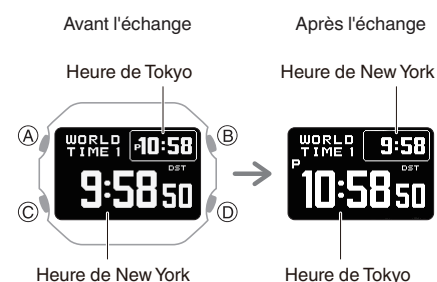 Avant l'échange
Après l'échange
Heure de Tokyo
Heure de New York
A
B
C
D
WORLD TIME 1
P 10:58
DST
9:58 50
WORLD TIME 1
9:58
DST
P
10:58 50
Heure de New York
Heure de Tokyo